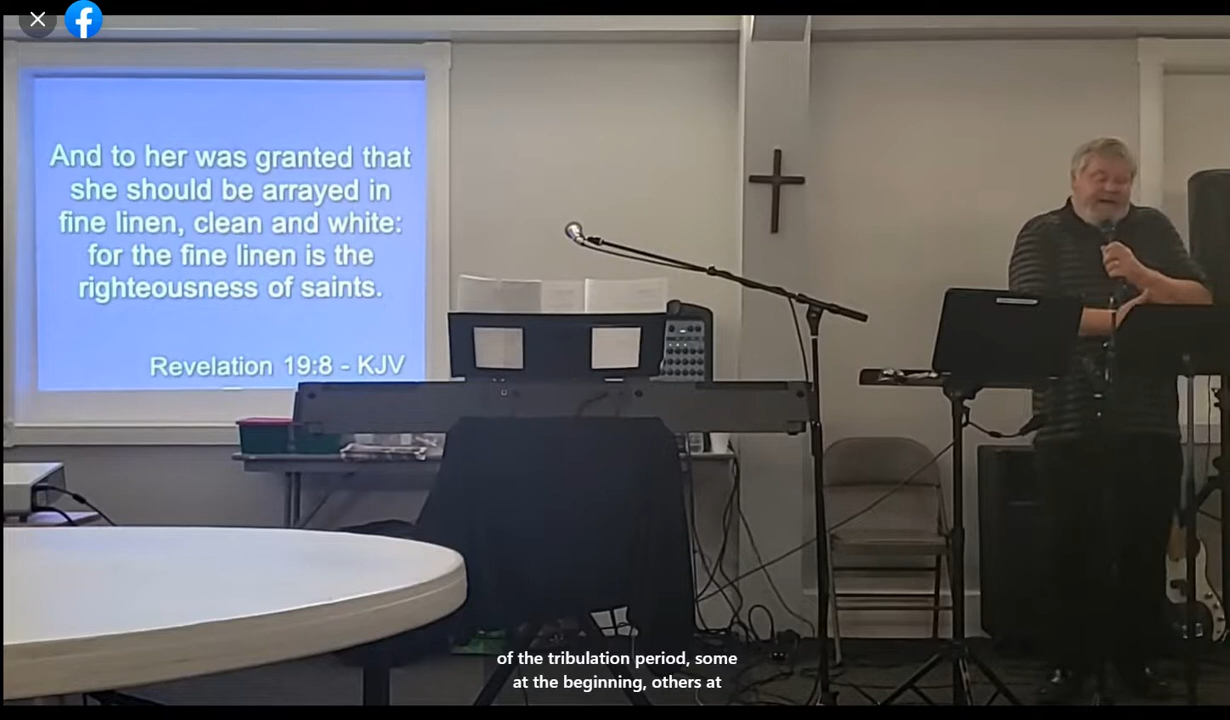 And to her was granted that
she should be arrayed in
fine linen, clean and white:
for the fine linen is the
righteousness of saints.
Revelation 19:8 - KJV
of the tribulation period, some
at the beginning, others at